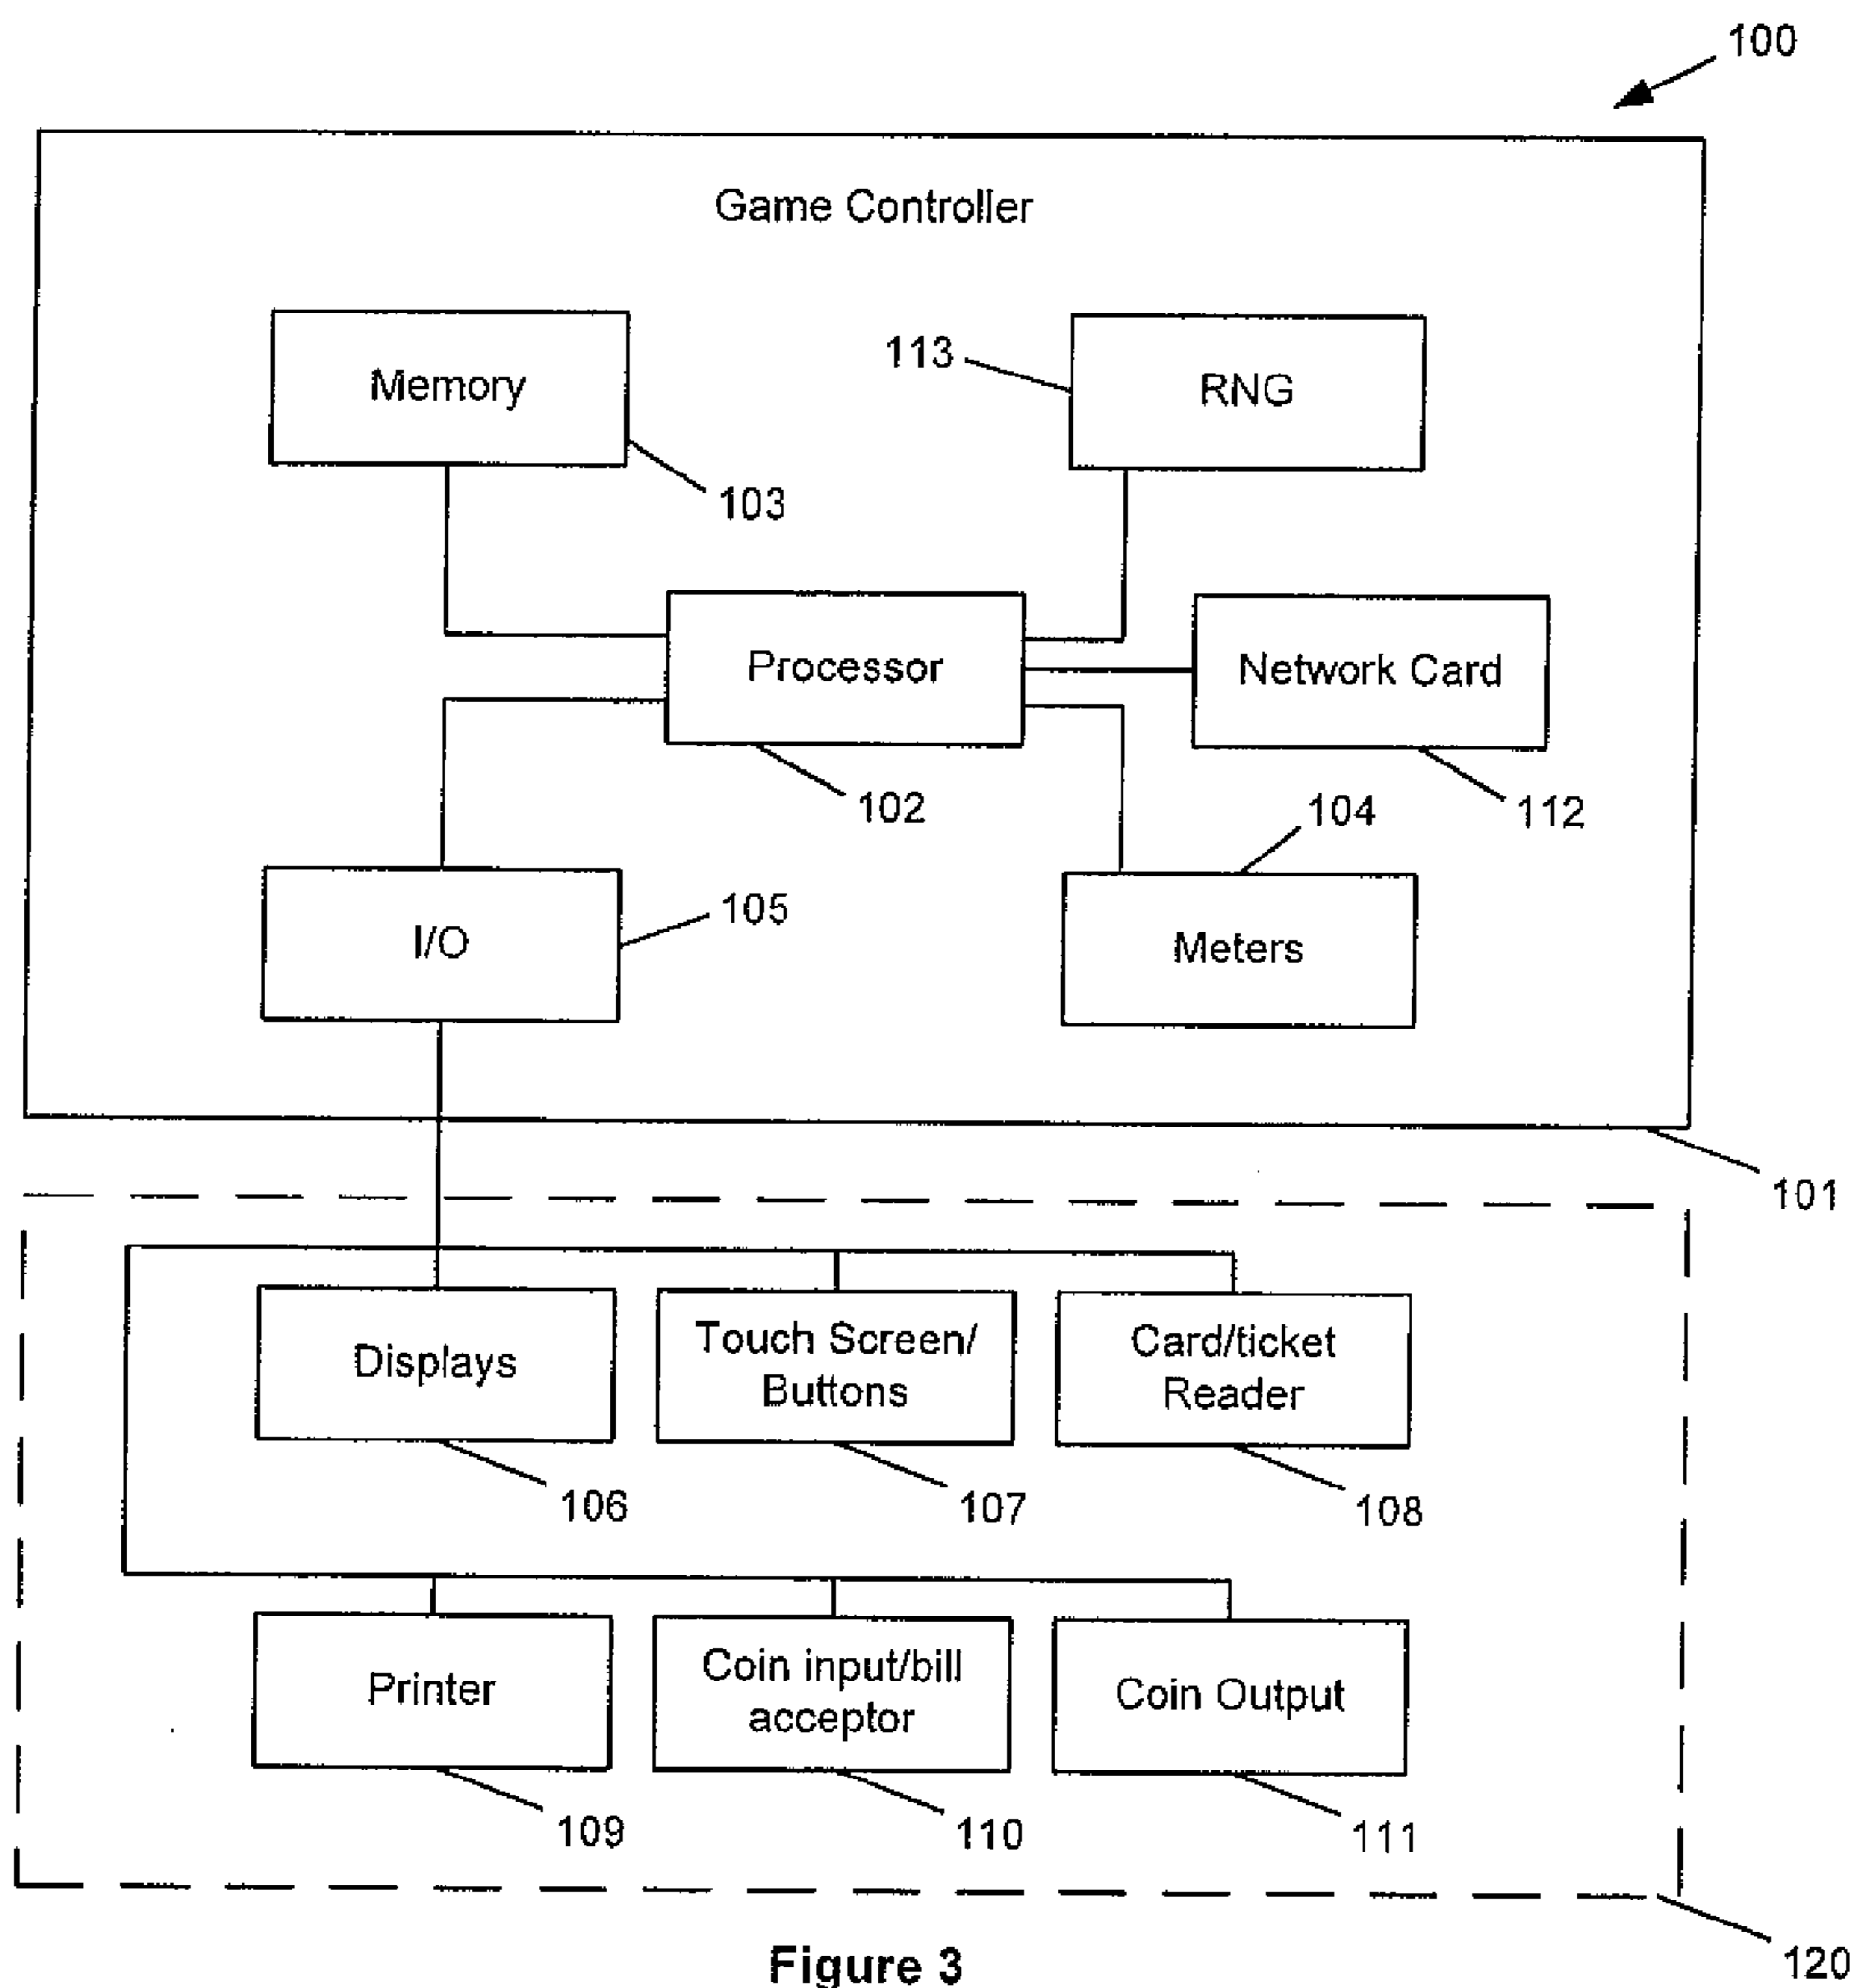 100
Game Controller
Memory
113
RNG
103
Processor
Network Card
102
104
112
I/O
105
Meters
101
Displays
Touch Screen/
Buttons
Card/ticket
Reader
106
107
108
Printer
Coin input/bill
acceptor
Coin Output
109
110
111
120
Figure 3